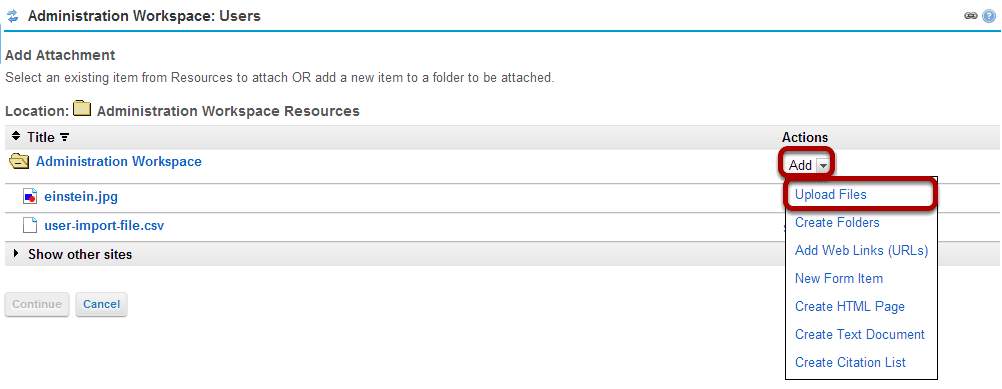 Administration Workspace: Users
Add Attachment
Select an existing item from Resources to attach OR add a new item to a folder to be attached.
Location: Administration Workspace Resources
Title Actions
Administration Workspace Add
einstein.jpg Upload Files
Create Folders
user-import-file.csv
Add Web Links (URLs)
Show other sites
New Form Item
Continue Cancel Create HTML Page
Create Text Document
Create Citation List